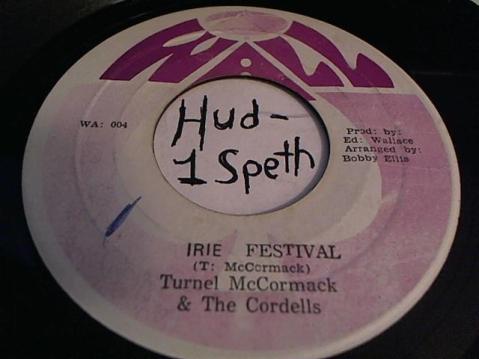 WA: 004
Hud-
1 Speth
Prod: by:
Ed: Wallace
Arranged by:
Bobby Ellis
IRIE FESTIVAL
(T: McCormack)
Turnel McCormack
& The Cordells